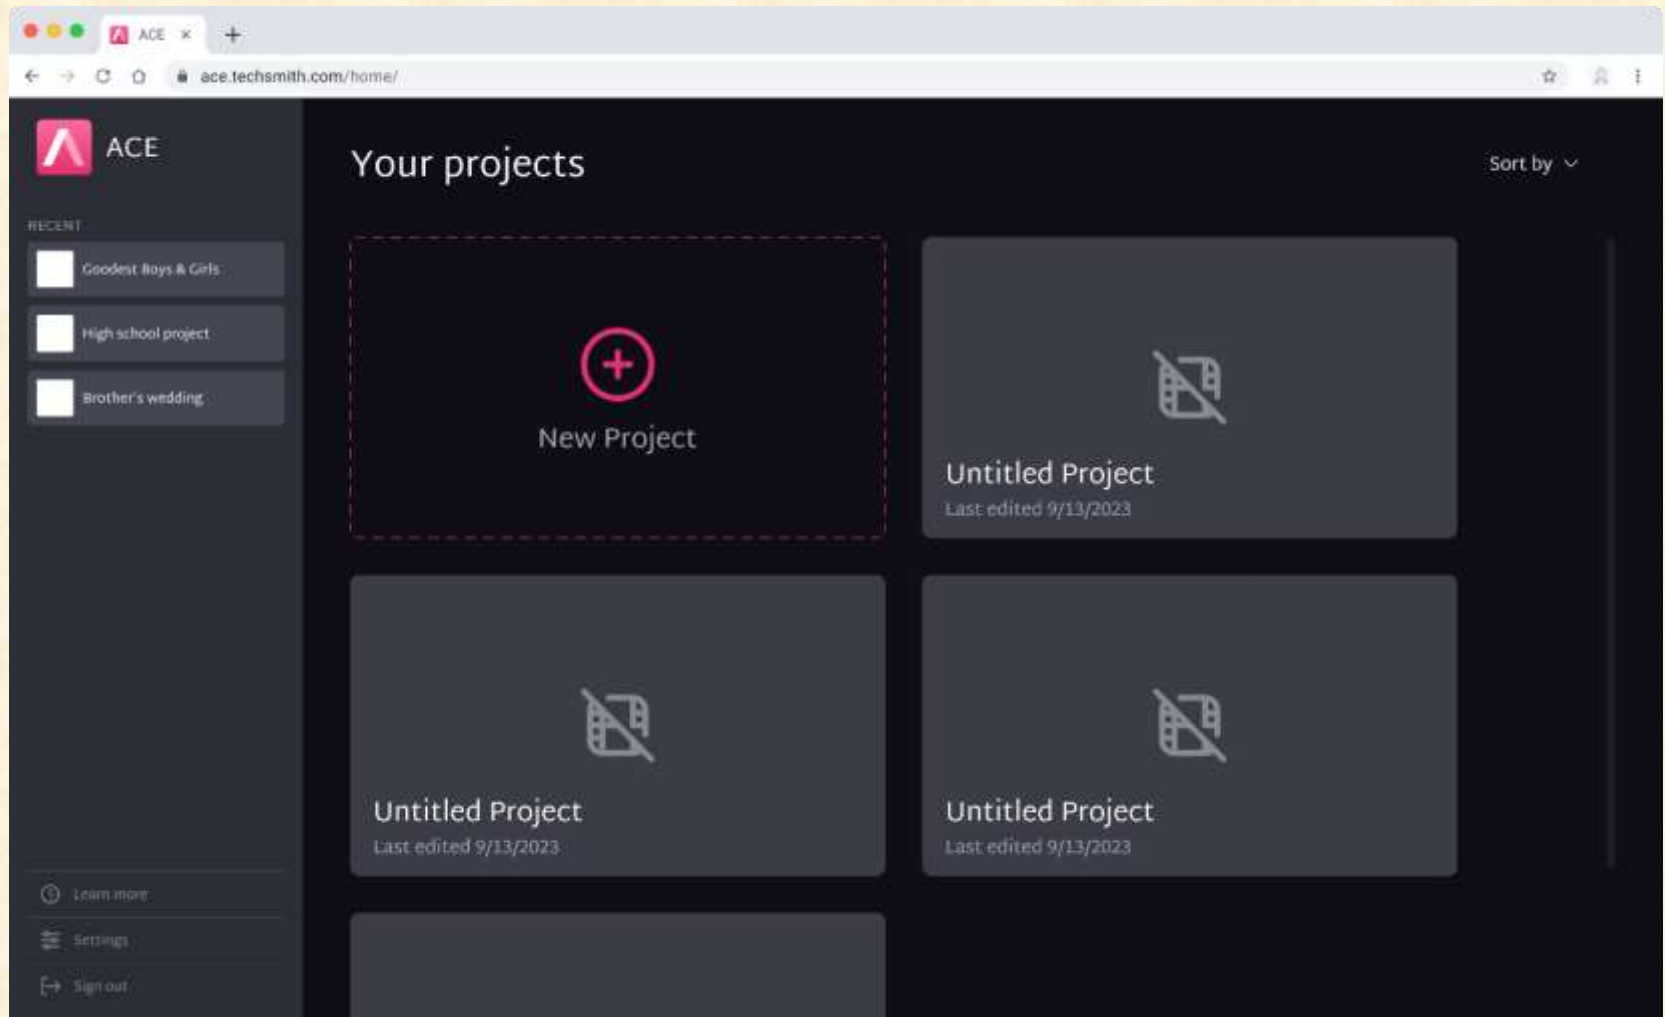 ACE
ace.techsmith.com/home/
ACE
RECENT
Goodest Boys & Girls
High school project
Brother's wedding
Learn more
Settings
Sign out
Your projects
Sort by
New Project
Untitled Project
Last edited 9/13/2023
Untitled Project
Last edited 9/13/2023
Untitled Project
Last edited 9/13/2023